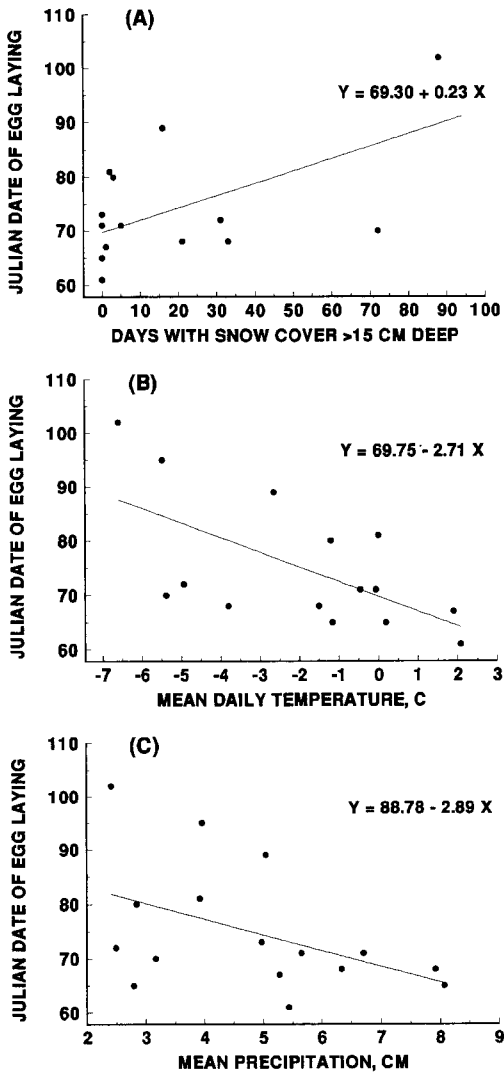 (A)
JULIAN DATE OF EGG LAYING
110
100
90
80
70
60
Y = 69.30 + 0.23 X
0 10 20 30 40 50 60 70 80 90 100
DAYS WITH SNOW COVER >15 CM DEEP
(B)
JULIAN DATE OF EGG LAYING
110
100
90
80
70
60
Y = 69.75 - 2.71 X
-7 -6 -5 -4 -3 -2 -1 0 1 2 3
MEAN DAILY TEMPERATURE, C
(C)
JULIAN DATE OF EGG LAYING
110
100
90
80
70
60
Y = 88.78 - 2.89 X
2 3 4 5 6 7 8 9
MEAN PRECIPITATION, CM